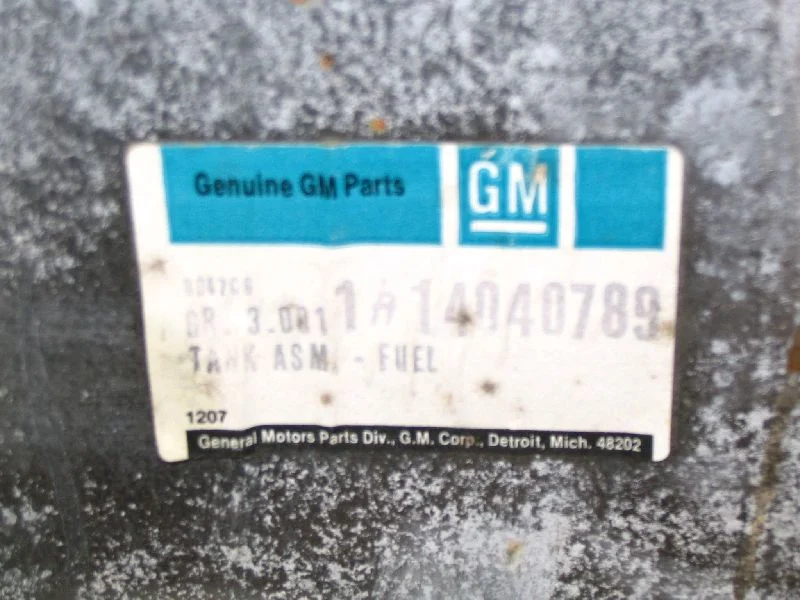 Genuine GM Parts
GM
GR. 3.001 1 A 14040789
TANK ASM. - FUEL
1207
General Motors Parts Div., G.M. Corp., Detroit, Mich. 48202